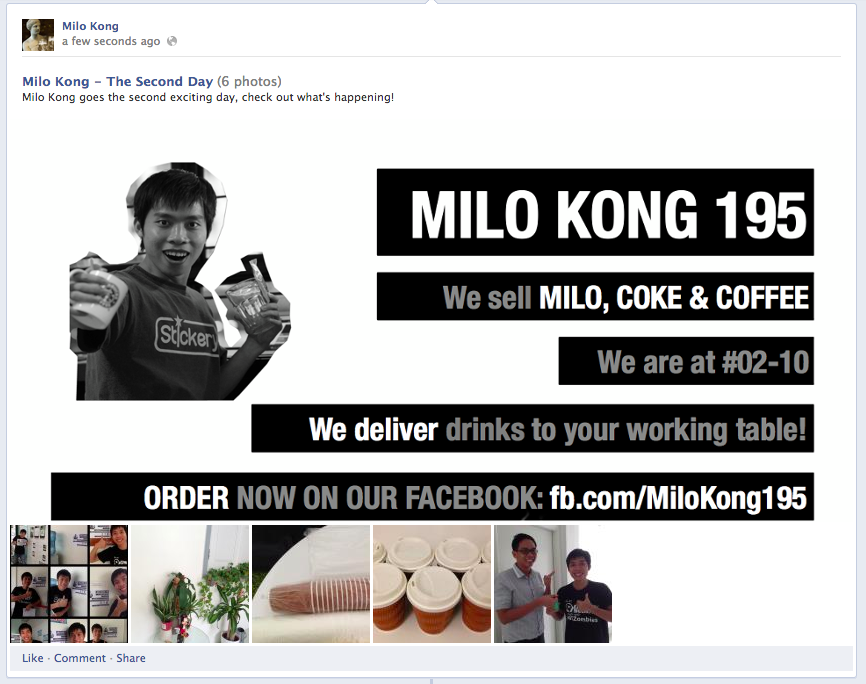 Milo Kong
a few seconds ago
Milo Kong – The Second Day (6 photos)
Milo Kong goes the second exciting day, check out what's happening!
MILO KONG 195
We sell MILO, COKE & COFFEE
Stickery
We are at #02-10
We deliver drinks to your working table!
ORDER NOW ON OUR FACEBOOK: fb.com/MiloKong195
Zombies
Like · Comment · Share